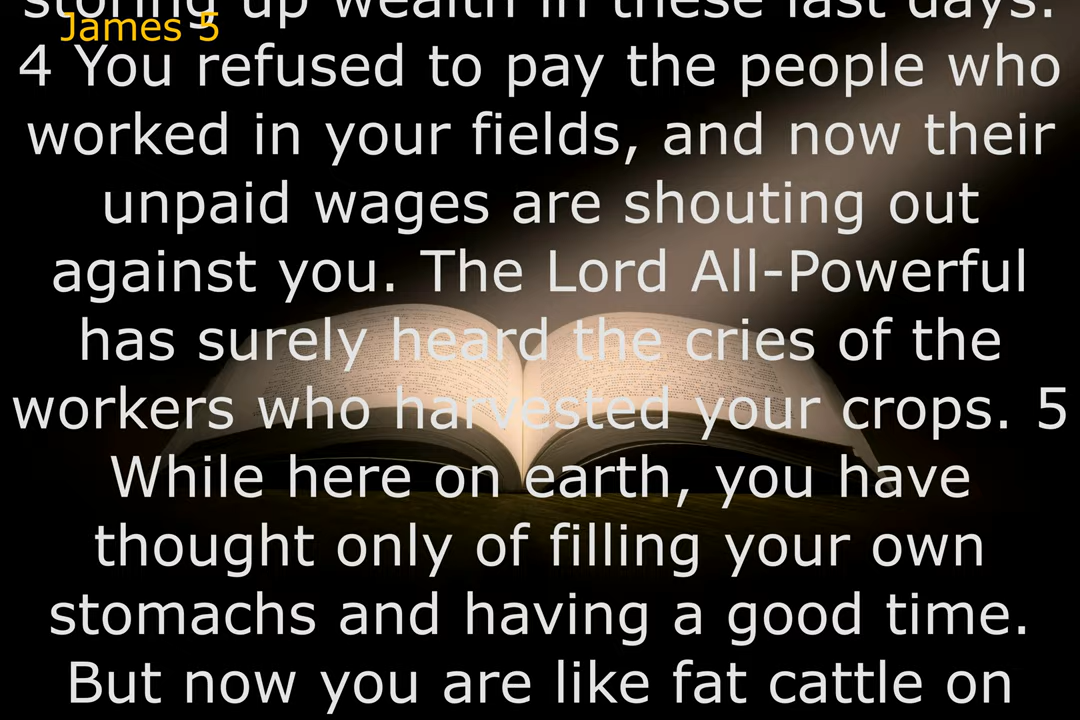 storing up wealth in these last days.
James 5
4 You refused to pay the people who
worked in your fields, and now their
unpaid wages are shouting out
against you. The Lord All-Powerful
has surely heard the cries of the
workers who harvested your crops. 5
While here on earth, you have
thought only of filling your own
stomachs and having a good time.
But now you are like fat cattle on